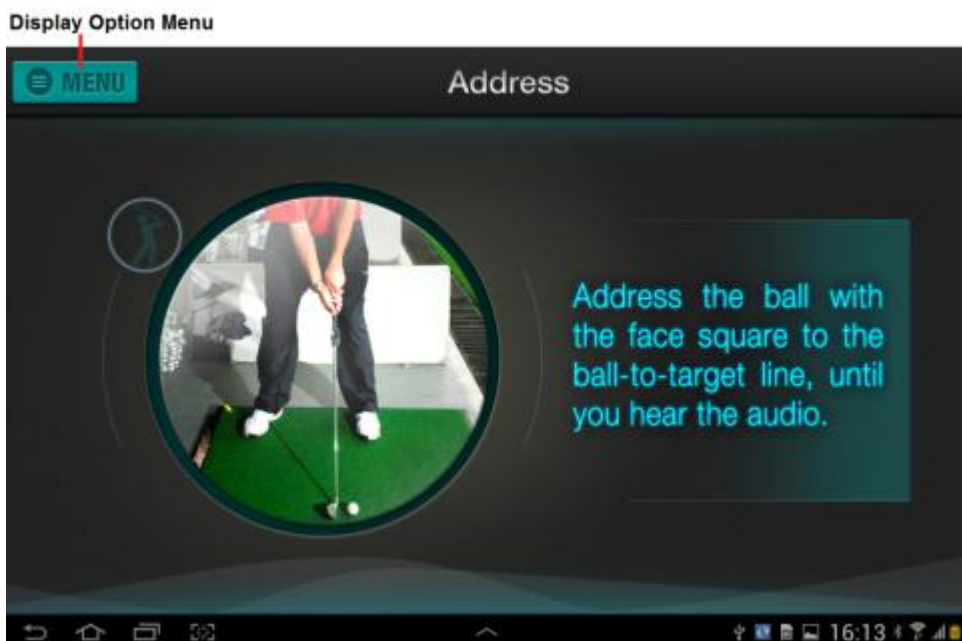 Display Option Menu
MENU
Address
Address the ball with
the face square to the
ball-to-target line, until
you hear the audio.
16:13